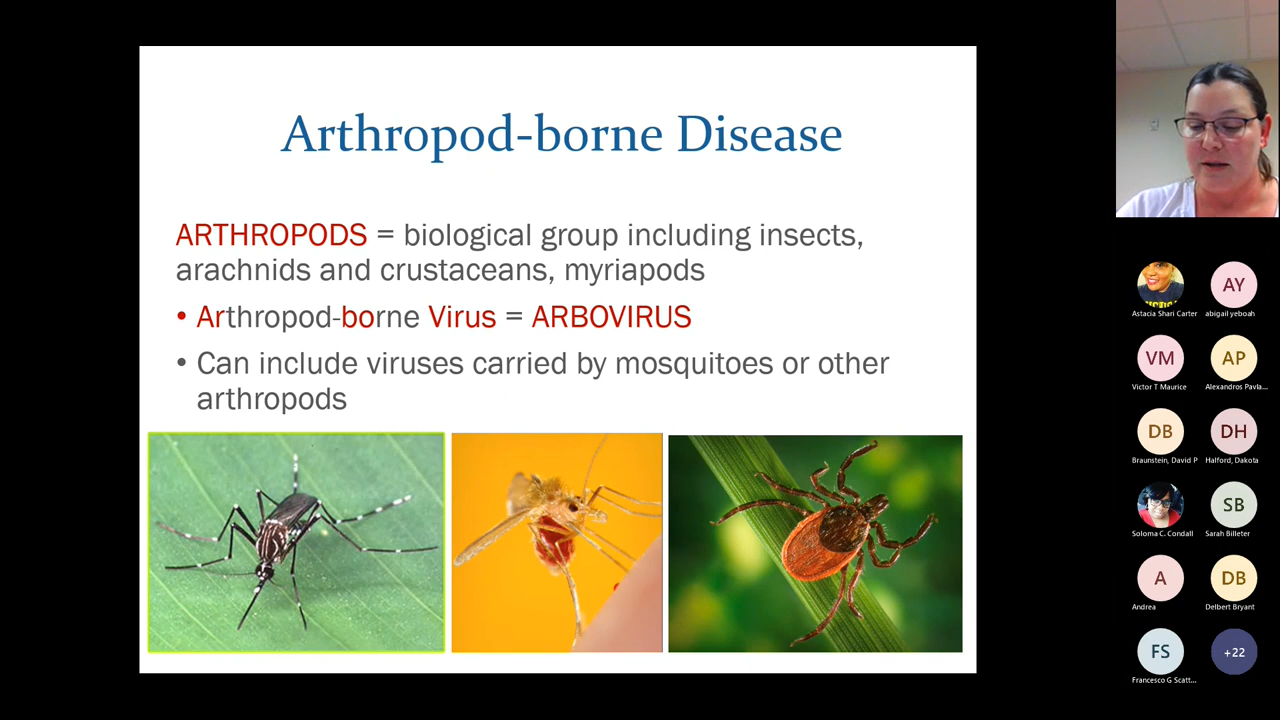 Arthropod-borne Disease
ARTHROPODS = biological group including insects,
arachnids and crustaceans, myriapods
• Arthropod-borne Virus = ARBOVIRUS
• Can include viruses carried by mosquitoes or other
arthropods
AY
Astacia Shari Carter
abigail yeboah
VM
AP
Victor T Maurice
Alexandros Pavla...
DB
DH
Braunstein, David P
Halford, Dakota
SB
Soloma C. Condall
Sarah Billeter
A
DB
Andrea
Delbert Bryant
FS
+22
Francesco G Scatt...